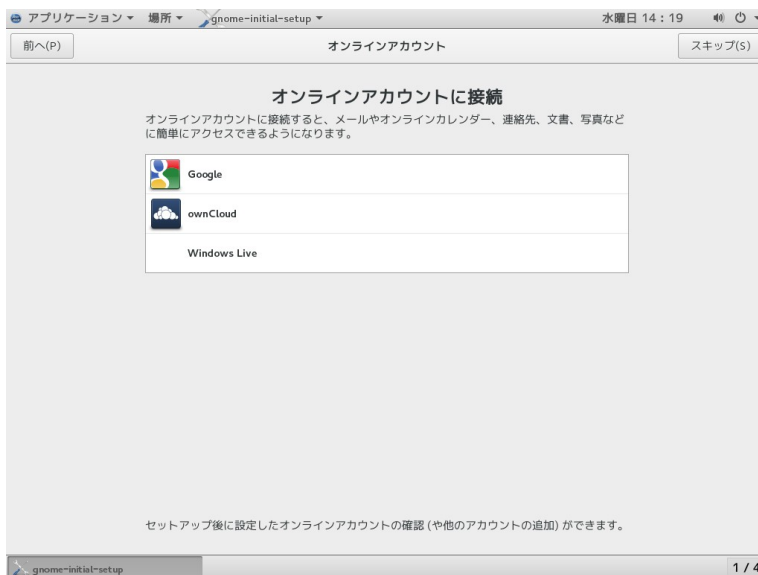 アプリケーション 場所 gnome-initial-setup 水曜日 14：19
前へ(P) オンラインアカウント スキップ(S)
オンラインアカウントに接続
オンラインアカウントに接続すると、メールやオンラインカレンダー、連絡先、文書、写真など
に簡単にアクセスできるようになります。
Google
ownCloud
Windows Live
セットアップ後に設定したオンラインアカウントの確認 (や他のアカウントの追加) ができます。
gnome-initial-setup 1 / 4